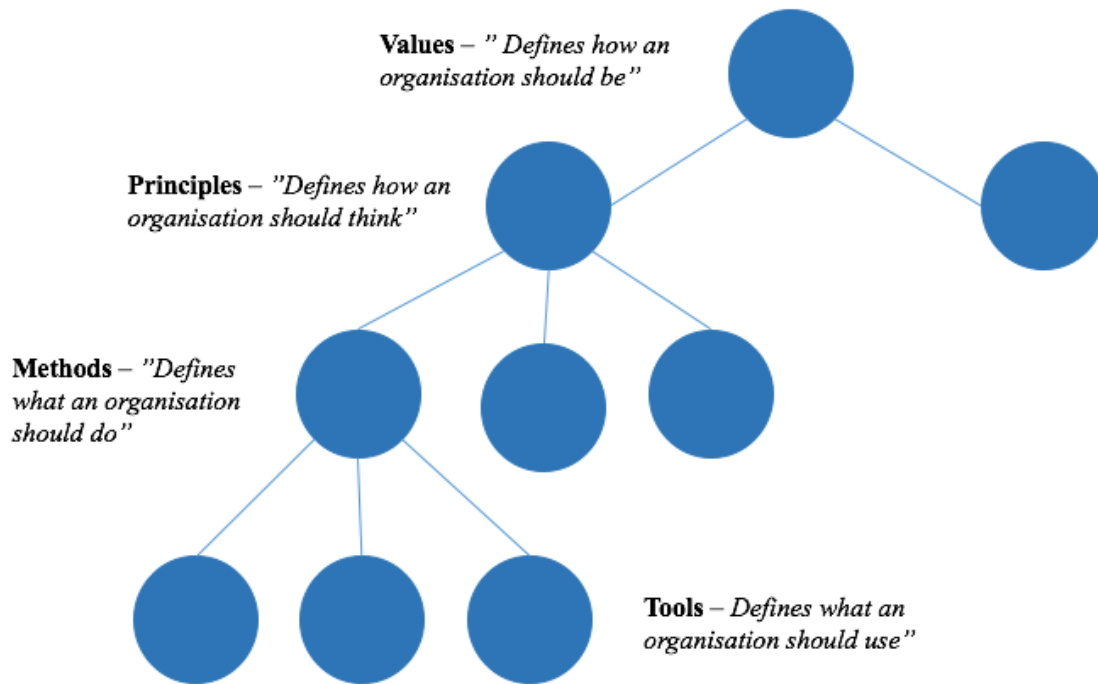 Values – ” Defines how an
organisation should be”
Principles – ”Defines how an
organisation should think”
Methods – ”Defines
what an organisation
should do”
Tools – Defines what an
organisation should use”